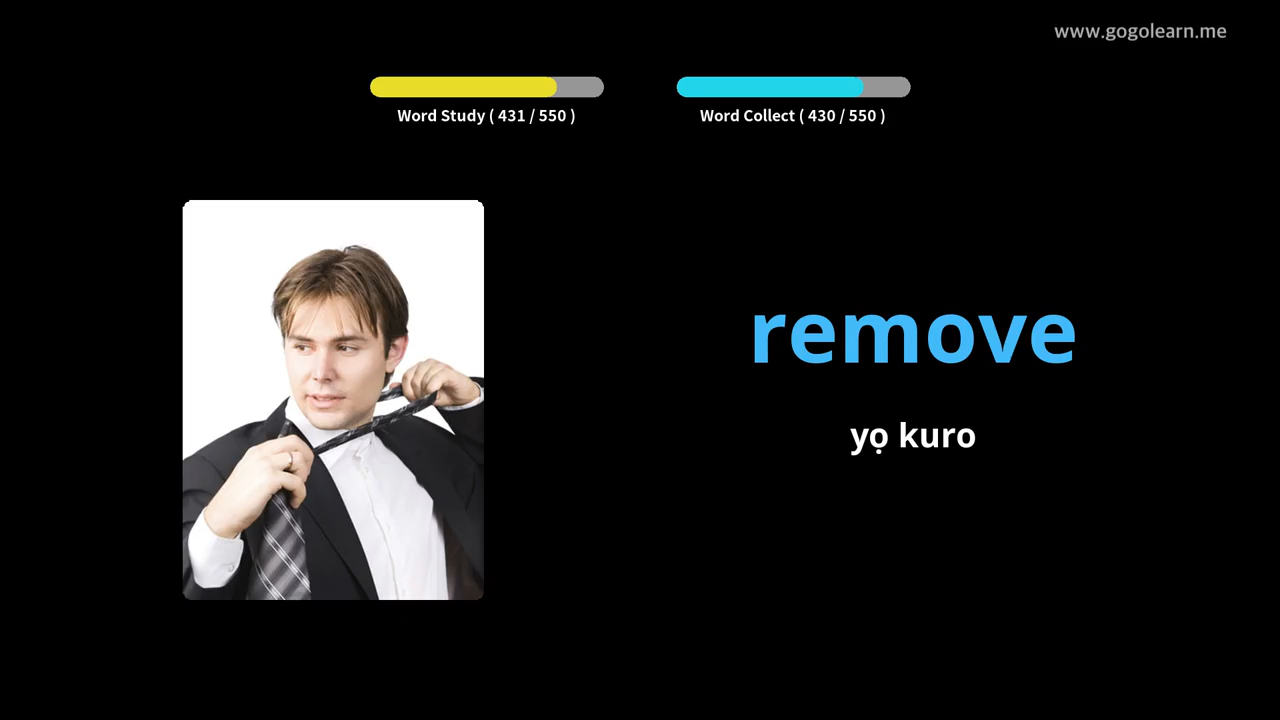 www.gogolearn.me
Word Study ( 431 / 550 )
Word Collect ( 430 / 550 )
remove
yọ kuro